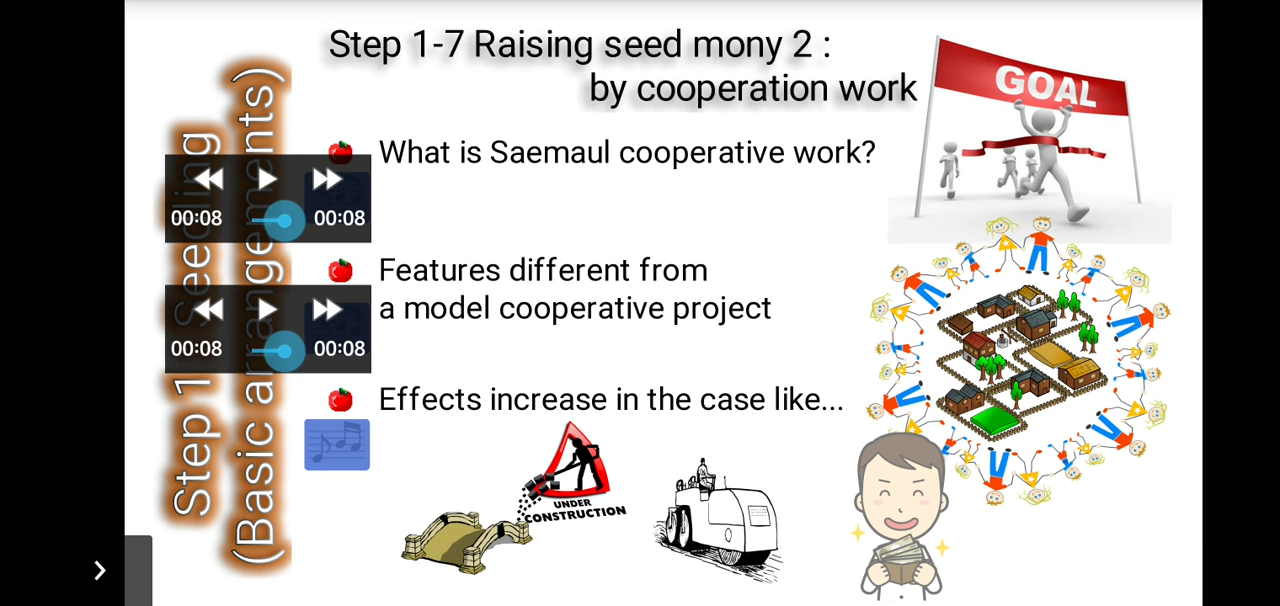 Step 1-7 Raising seed mony 2 :
by cooperation work
GOAL
What is Saemaul cooperative work?
00:08
00:08
Features different from
a model cooperative project
00:08
00:08
Effects increase in the case like...
UNDER
CONSTRUCTION
Step 1 Seedling
(Basic arrangements)